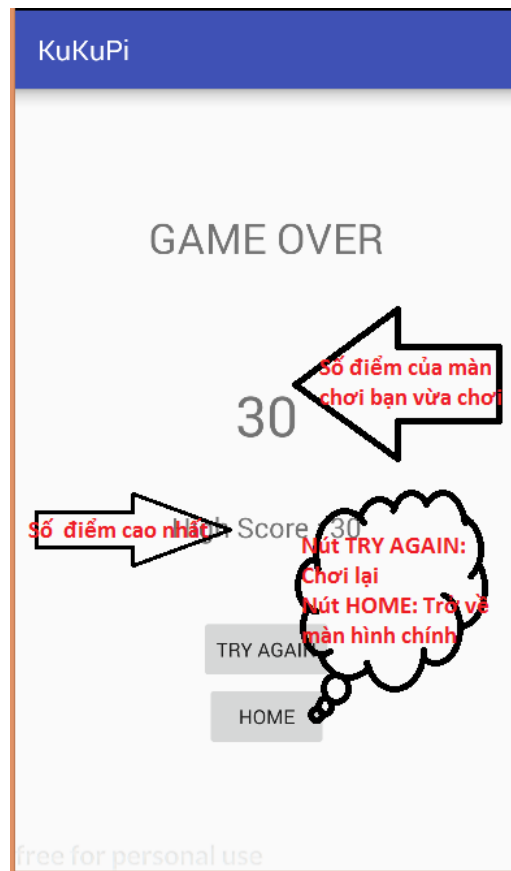 KuKuPi
GAME OVER
Số điểm của màn
chơi bạn vừa chơi
30
Số điểm cao nhất
High Score : 30
Nút TRY AGAIN:
Chơi lại
Nút HOME: Trở về
màn hình chính
TRY AGAIN
HOME
free for personal use